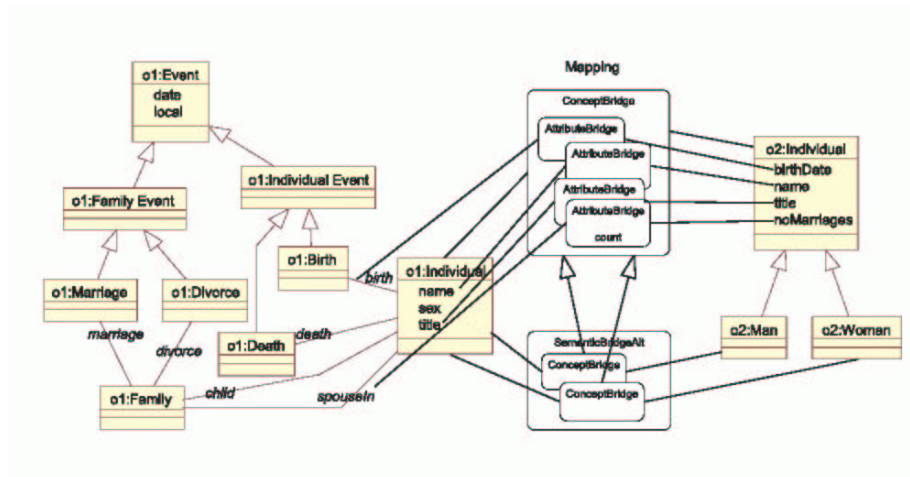 Mapping
o1:Event
date
local
ConceptBridge
AttributeBridge
AttributeBridge
AttributeBridge
AttributeBridge
count
o2:Individual
birthDate
name
title
noMarriages
o1:Individual Event
o1:Family Event
o1:Birth
birth
o1:Individual
name
sex
title
o1:Marriage
o1:Divorce
marriage
divorce
o1:Death
death
o2:Man
o2:Woman
SemanticBridgeAlt
ConceptBridge
ConceptBridge
o1:Family
child
spouseIn